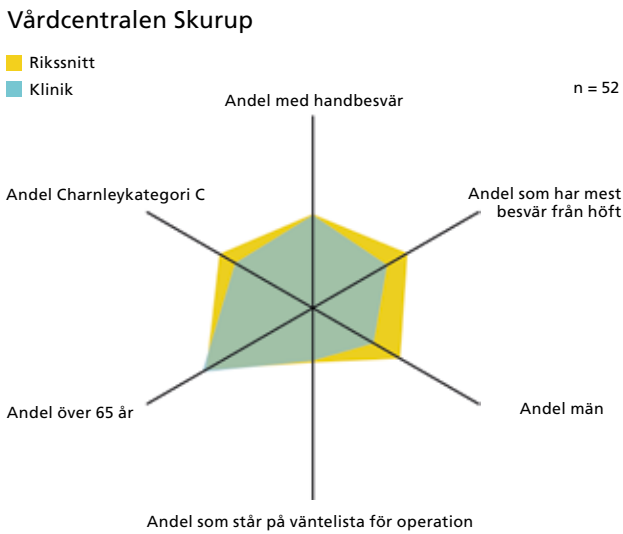 Vårdcentralen Skurup
Rikssnitt
Klinik
n = 52
Andel med handbesvär
Andel Charnleykategori C
Andel som har mest
besvär från höft
Andel över 65 år
Andel män
Andel som står på väntelista för operation